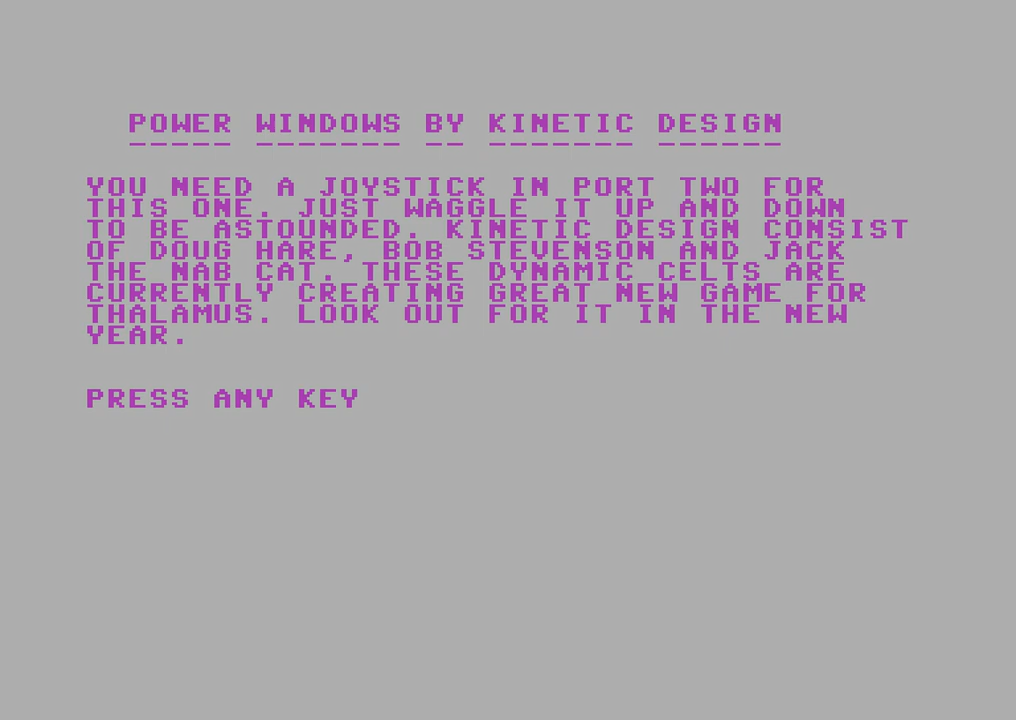 POWER WINDOWS BY KINETIC DESIGN
----- ------- -- ------- ------
YOU NEED A JOYSTICK IN PORT TWO FOR
THIS ONE. JUST WAGGLE IT UP AND DOWN
TO BE ASTOUNDED. KINETIC DESIGN CONSIST
OF DOUG HARE, BOB STEVENSON AND JACK
THE NAB CAT. THESE DYNAMIC CELTS ARE
CURRENTLY CREATING GREAT NEW GAME FOR
THALAMUS. LOOK OUT FOR IT IN THE NEW
YEAR.
PRESS ANY KEY